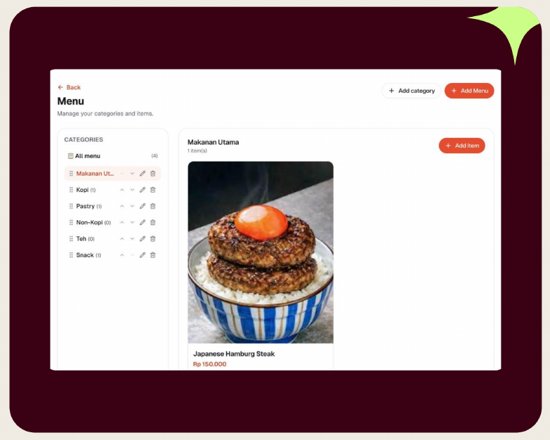 Back
Menu
Manage your categories and items.
+ Add category
+ Add Menu
CATEGORIES
All menu (4)
Makanan Ut...
Kopi (1)
Pastry (1)
Non-Kopi (0)
Teh (0)
Snack (1)
Makanan Utama
1 item(s)
+ Add item
Japanese Hamburg Steak
Rp 150.000